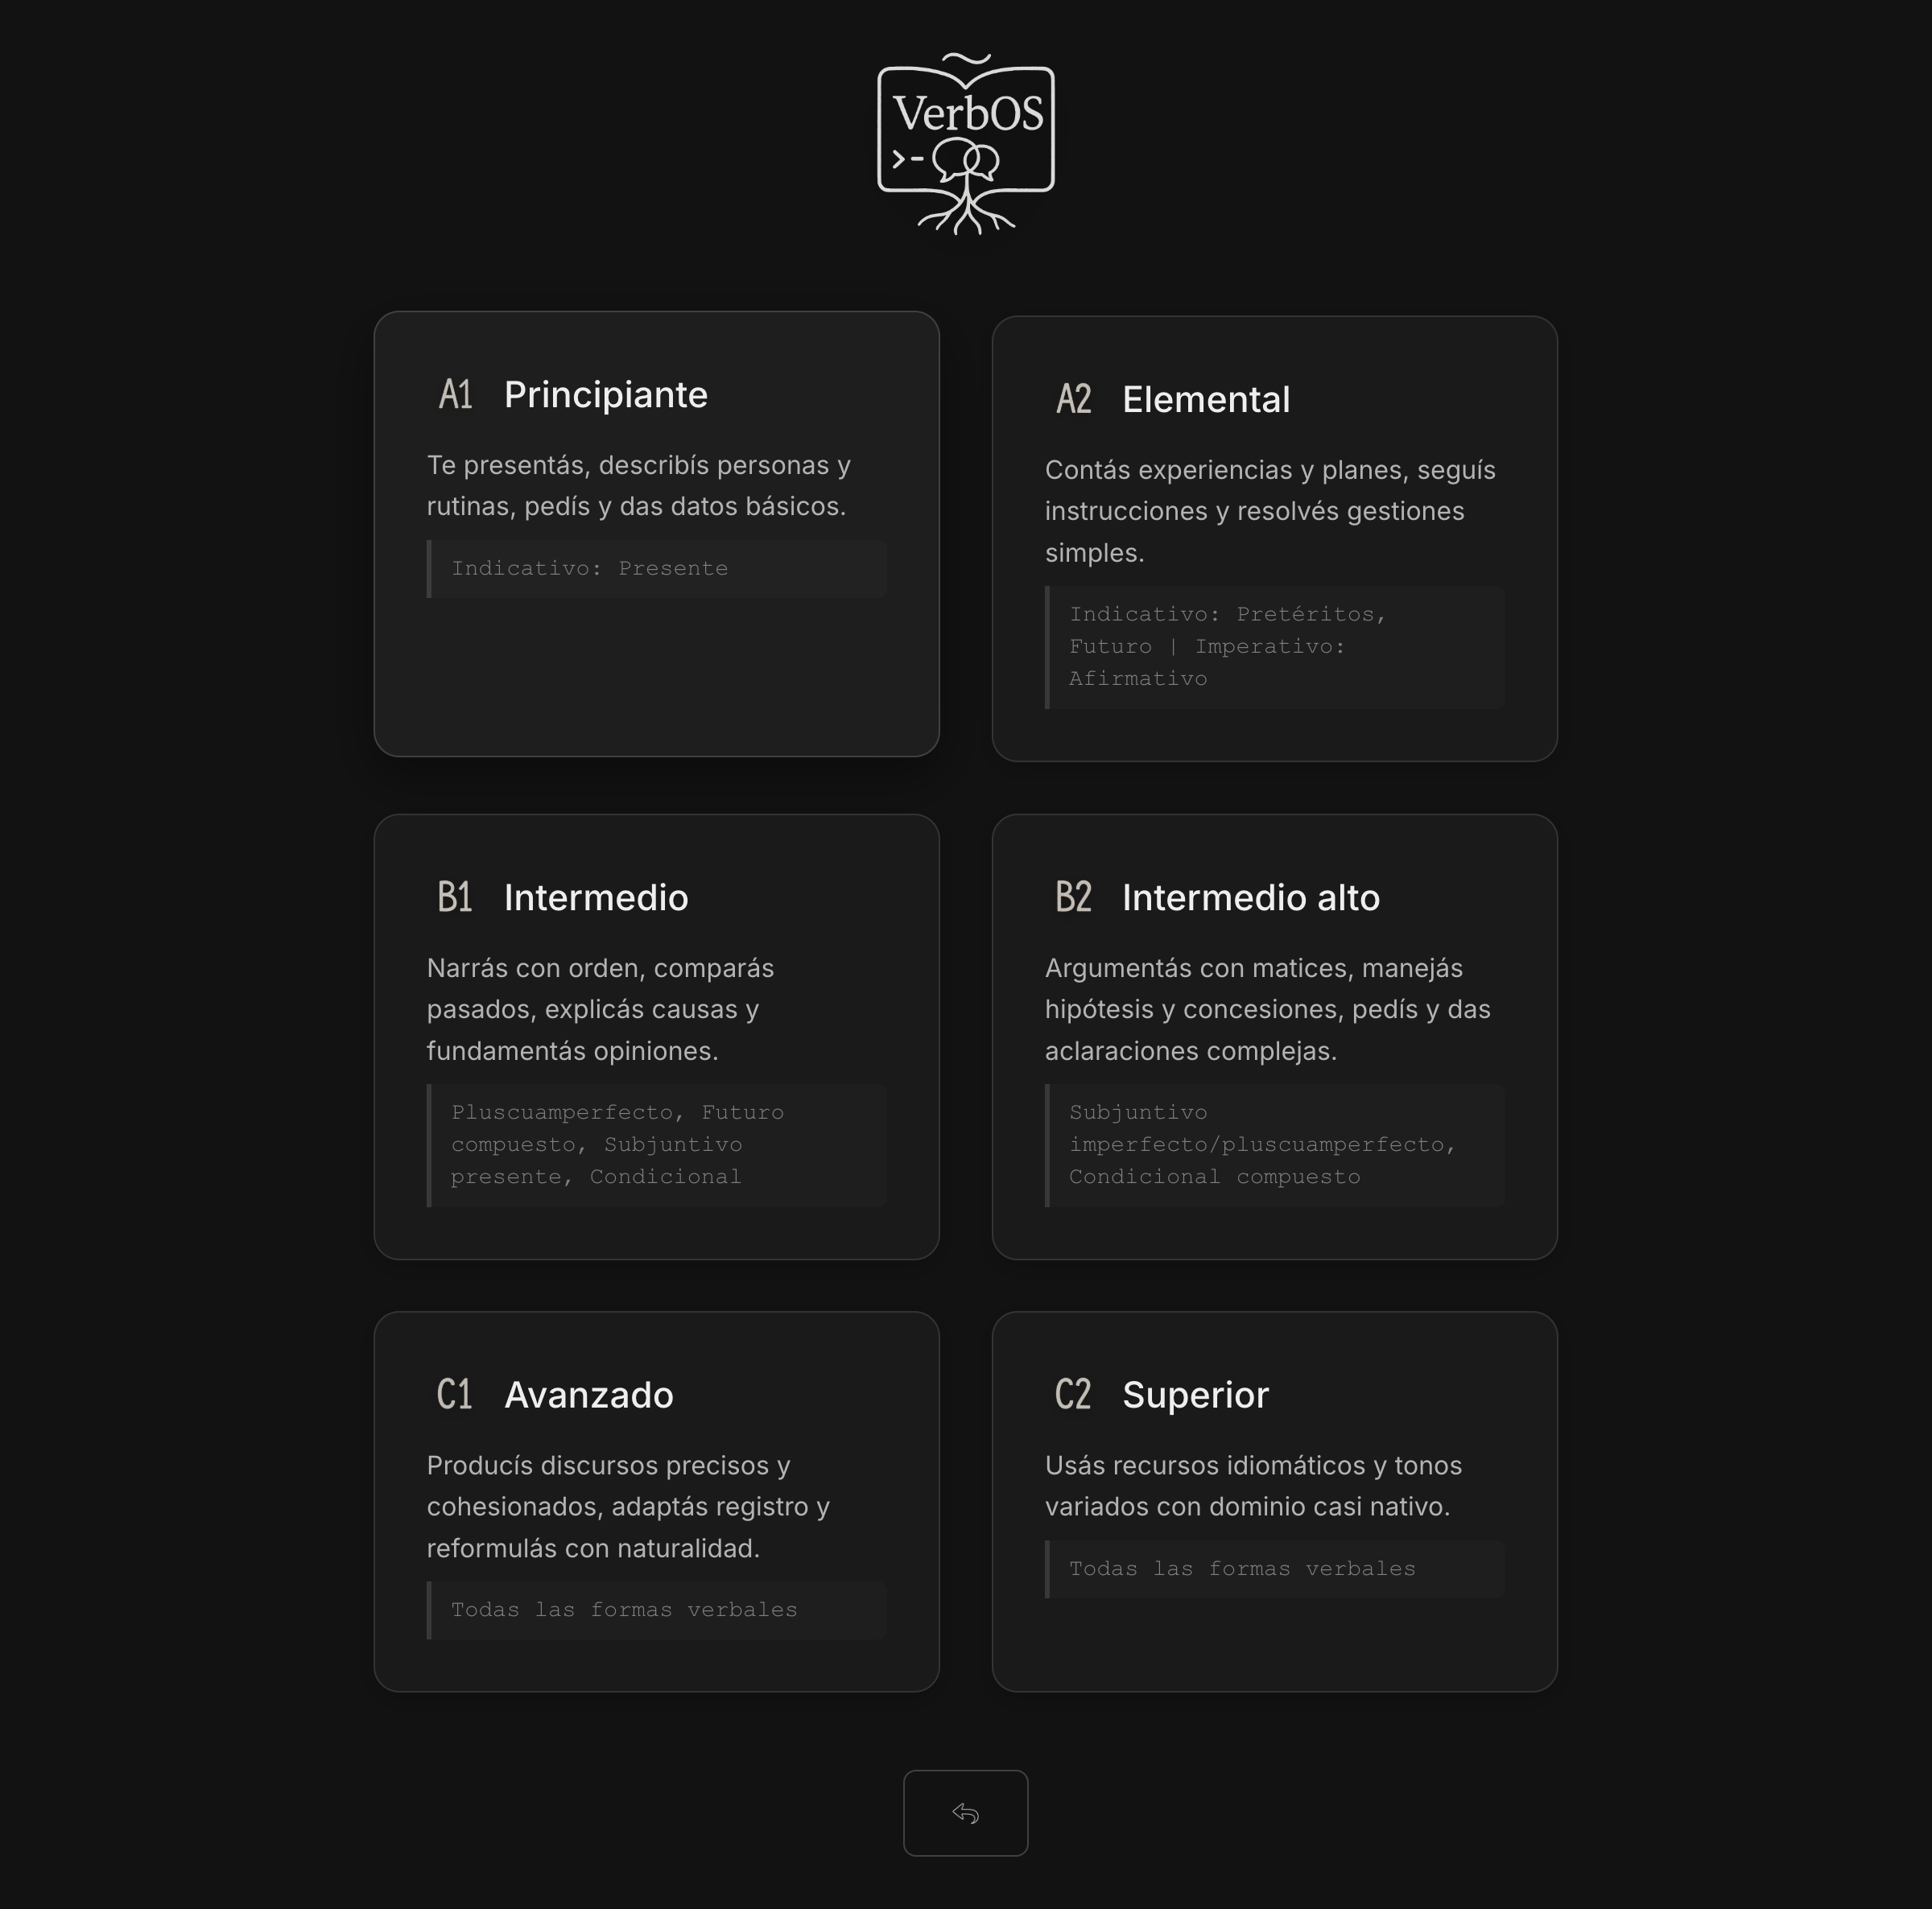 VerbOS
>-
A1 Principiante
Te presentás, describís personas y
rutinas, pedís y das datos básicos.
Indicativo: Presente
A2 Elemental
Contás experiencias y planes, seguís
instrucciones y resolvés gestiones
simples.
Indicativo: Pretéritos,
Futuro | Imperativo:
Afirmativo
B1 Intermedio
Narrás con orden, comparás
pasados, explicás causas y
fundamentás opiniones.
Pluscuamperfecto, Futuro
compuesto, Subjuntivo
presente, Condicional
B2 Intermedio alto
Argumentás con matices, manejás
hipótesis y concesiones, pedís y das
aclaraciones complejas.
Subjuntivo
imperfecto/pluscuamperfecto,
Condicional compuesto
C1 Avanzado
Producís discursos precisos y
cohesionados, adaptás registro y
reformulás con naturalidad.
Todas las formas verbales
C2 Superior
Usás recursos idiomáticos y tonos
variados con dominio casi nativo.
Todas las formas verbales